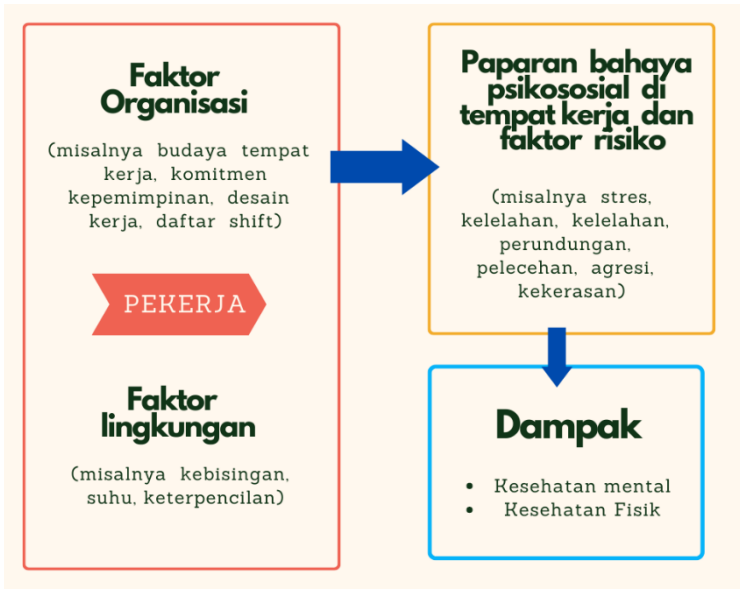 Faktor
Organisasi
(misalnya budaya tempat
kerja, komitmen
kepemimpinan, desain
kerja, daftar shift)
PEKERJA
Faktor
lingkungan
(misalnya kebisingan,
suhu, keterpencilan)
Paparan bahaya
psikososial di
tempat kerja dan
faktor risiko
(misalnya stres,
kelelahan, kelelahan,
perundungan,
pelecehan, agresi,
kekerasan)
Dampak
• Kesehatan mental
• Kesehatan Fisik